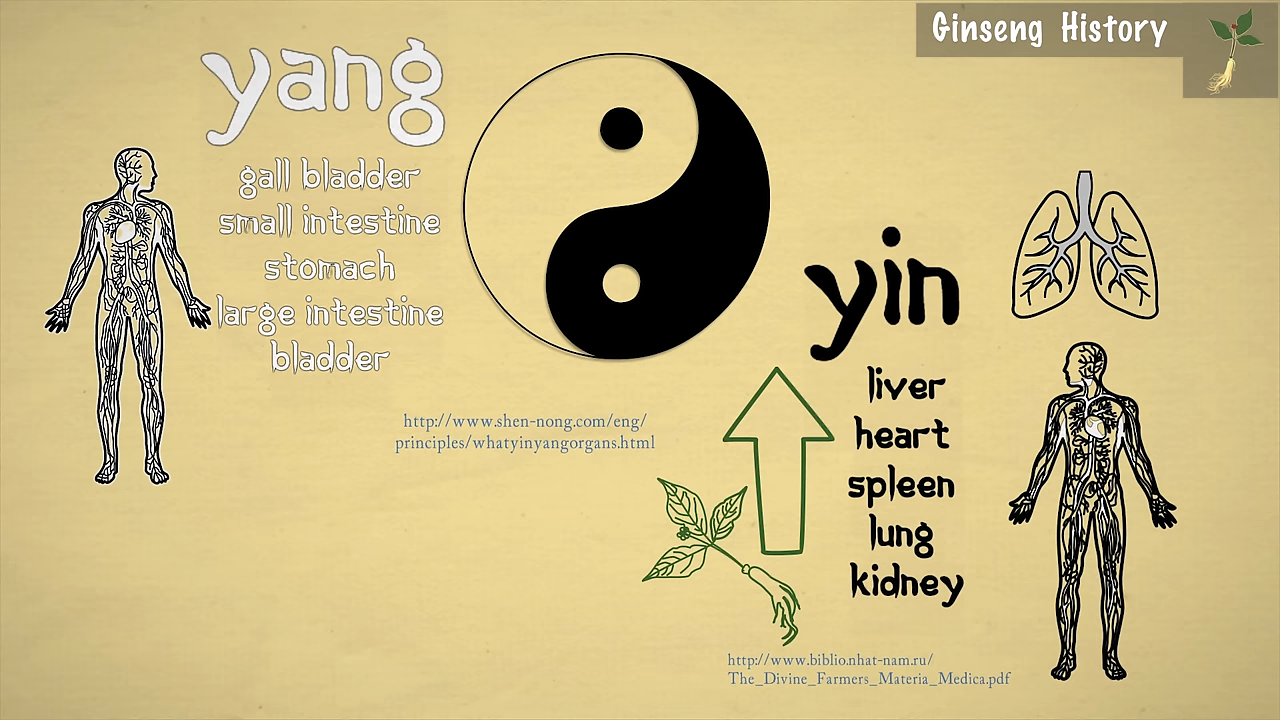 Ginseng History
yang
gall bladder
small intestine
stomach
large intestine
bladder
http://www.shen-nong.com/eng/
principles/whatyinyangorgans.html
yin
liver
heart
spleen
lung
kidney
http://www.biblio.nhat-nam.ru/
The_Divine_Farmers_Materia_Medica.pdf